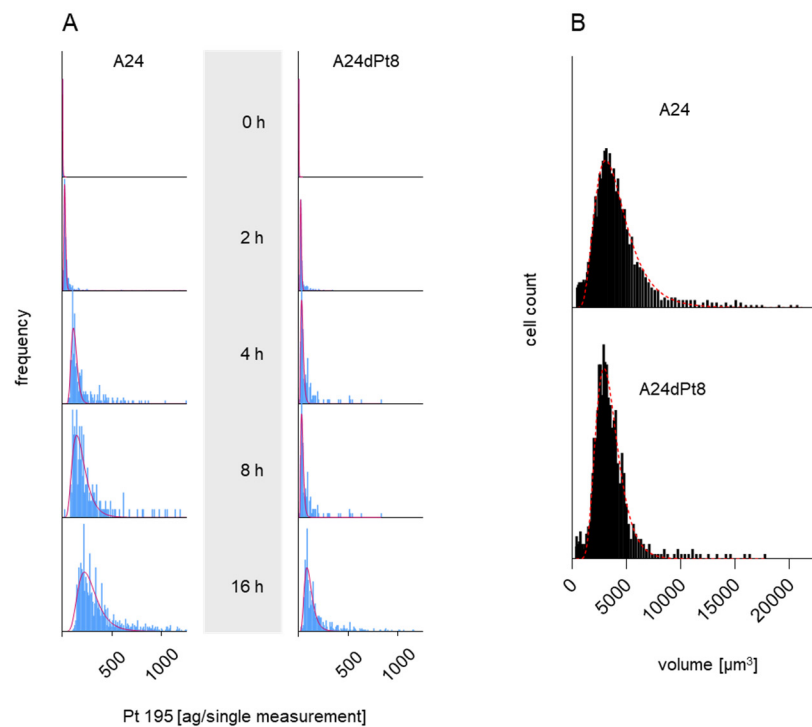 A
A24
A24dPt8
0 h
2 h
4 h
8 h
16 h
frequency
500
1000
500
1000
Pt 195 [ag/single measurement]
B
A24
A24dPt8
cell count
0
5000
10000
15000
20000
volume [µm³]